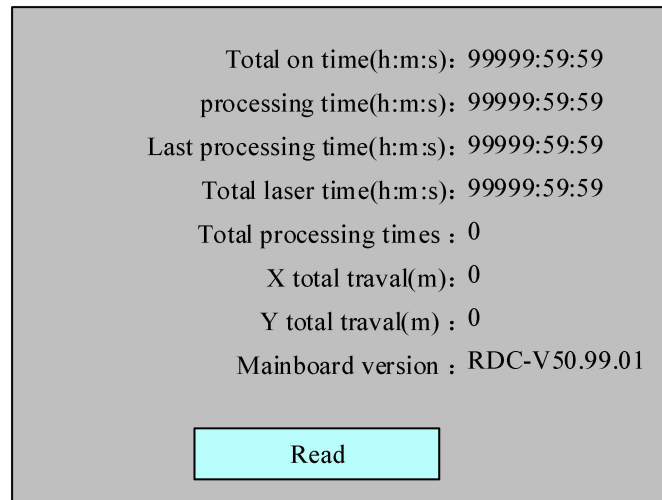 Total on time(h:m:s)：99999:59:59
processing time(h:m:s)：99999:59:59
Last processing time(h:m:s)：99999:59:59
Total laser time(h:m:s)：99999:59:59
Total processing times：0
X total traval(m)：0
Y total traval(m)：0
Mainboard version：RDC-V50.99.01
Read